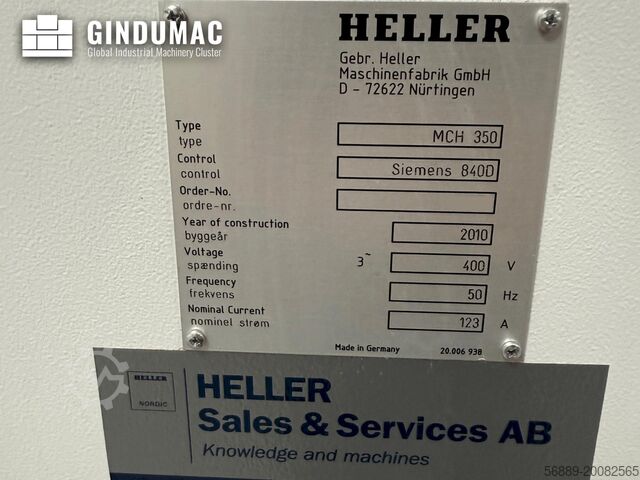 GINDUMAC
Global Industrial Machinery Cluster
HELLER
Gebr. Heller
Maschinenfabrik GmbH
D - 72622 Nürtingen
Type
type
MCH 350
Control
control
Siemens 840D
Order-No.
ordre-nr.
Year of construction
byggeår
2010
Voltage
spænding
3~ 400 V
Frequency
frekvens
50 Hz
Nominal Current
nominel strøm
123 A
Made in Germany 20.006 938
HELLER
NORDIC
HELLER
Sales & Services AB
Knowledge and machines
56889-20082565